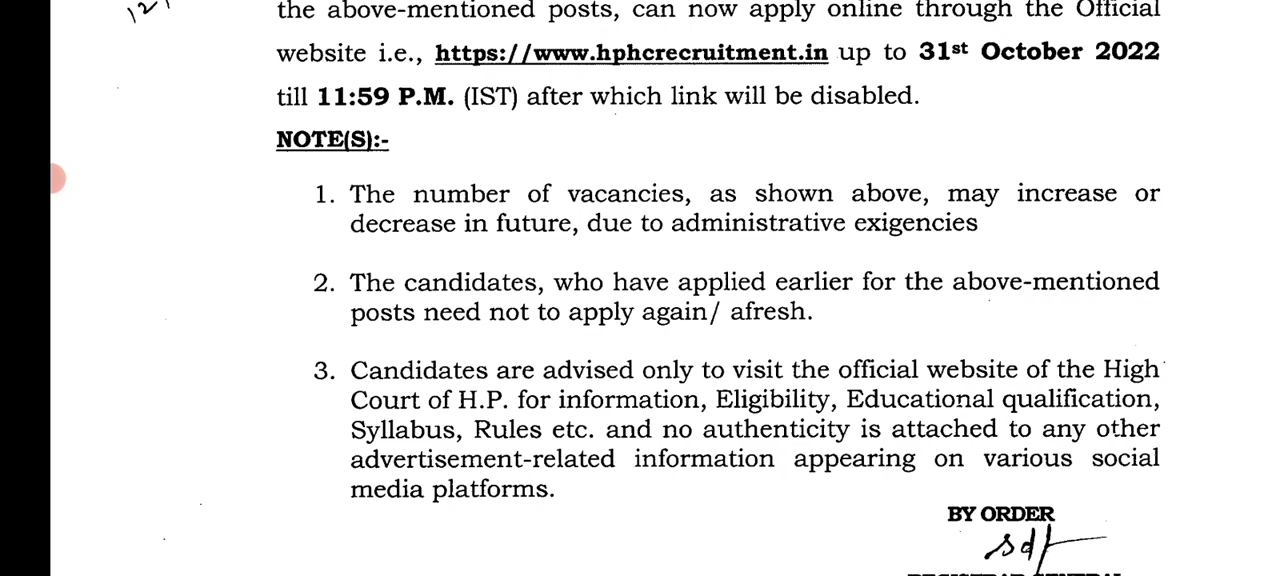 the above-mentioned posts, can now apply online through the Official
website i.e., https://www.hphcrecruitment.in up to 31st October 2022
till 11:59 P.M. (IST) after which link will be disabled.
NOTE(S):-
1. The number of vacancies, as shown above, may increase or
decrease in future, due to administrative exigencies
2. The candidates, who have applied earlier for the above-mentioned
posts need not to apply again/ afresh.
3. Candidates are advised only to visit the official website of the High
Court of H.P. for information, Eligibility, Educational qualification,
Syllabus, Rules etc. and no authenticity is attached to any other
advertisement-related information appearing on various social
media platforms.
BY ORDER
sd/-
REGISTRAR GENERAL